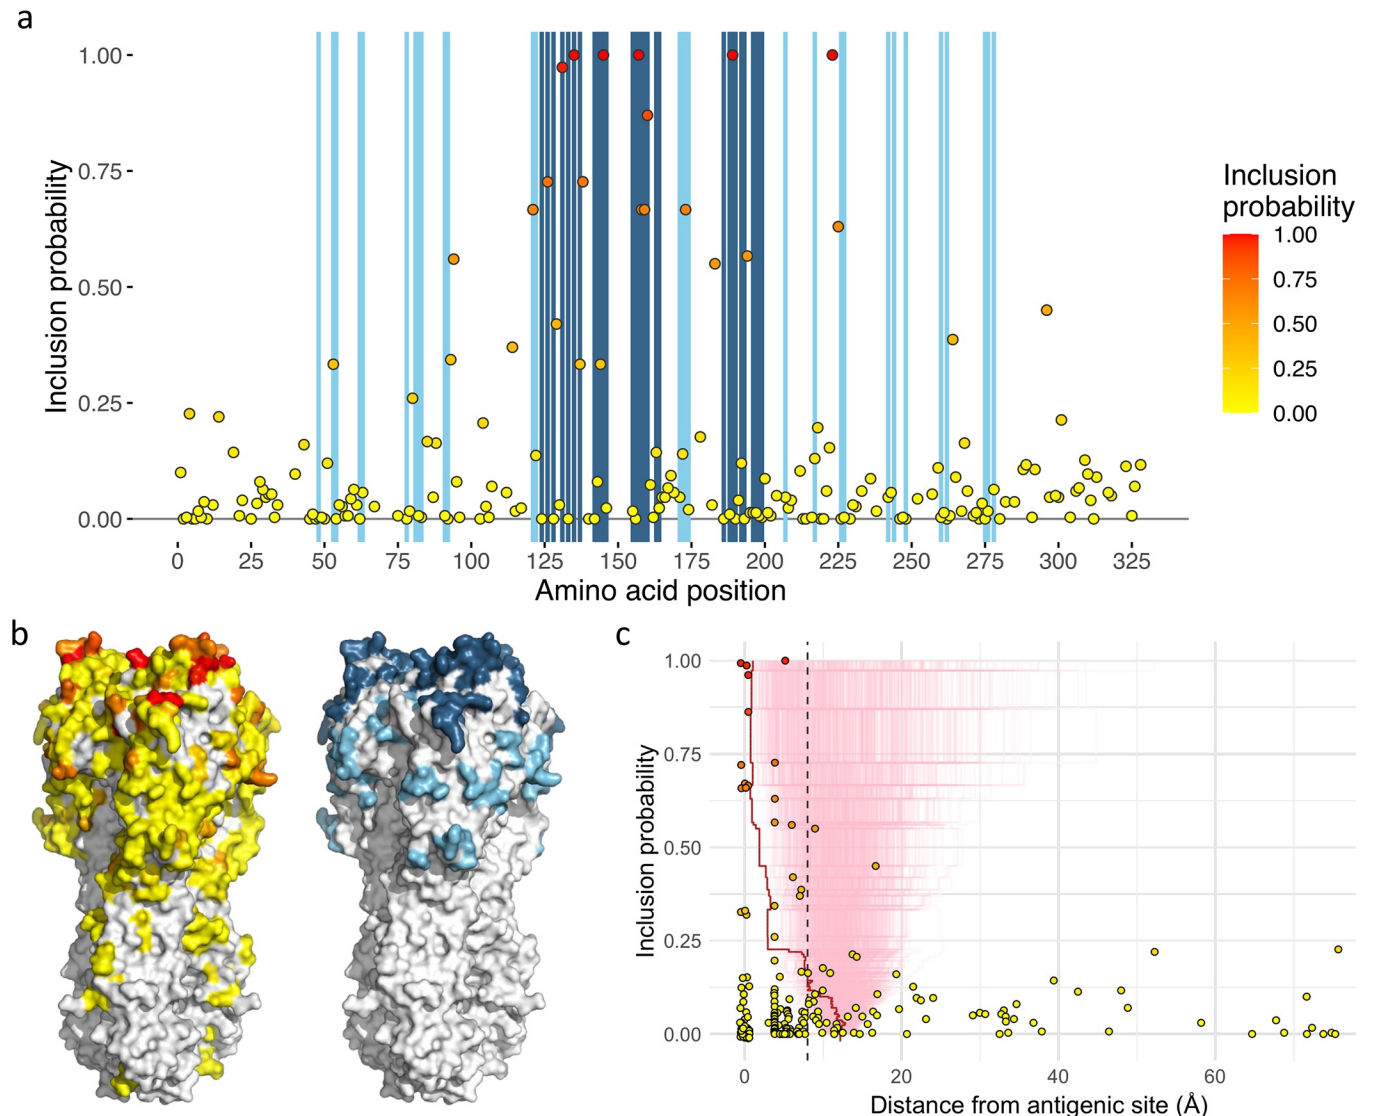 a
1.00
0.75
0.50
0.25
0.00
Inclusion probability
0 25 50 75 100 125 150 175 200 225 250 275 300 325
Amino acid position
Inclusion
probability
1.00
0.75
0.50
0.25
0.00
b
c
1.00
0.75
0.50
0.25
0.00
Inclusion probability
0 20 40 60
Distance from antigenic site (Å)